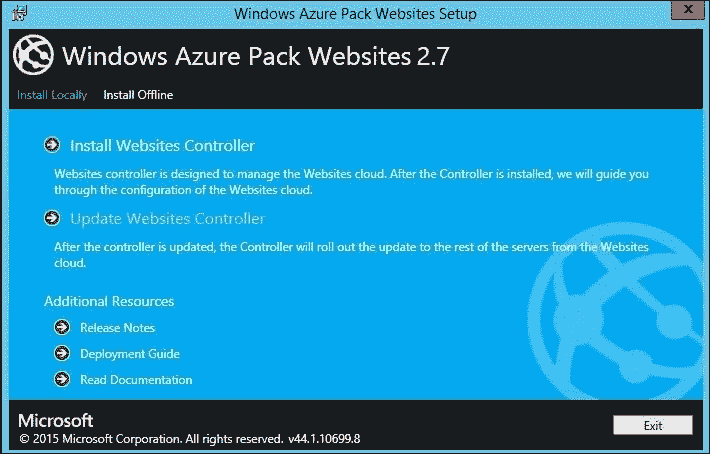 Windows Azure Pack Websites Setup
x
Windows Azure Pack Websites 2.7
Install Locally Install Offline
Install Websites Controller
Websites controller is designed to manage the Websites cloud. After the Controller is installed, we will guide you
through the configuration of the Websites cloud.
Update Websites Controller
After the controller is updated, the Controller will roll out the update to the rest of the servers from the Websites
cloud.
Additional Resources
Release Notes
Deployment Guide
Read Documentation
Microsoft
© 2015 Microsoft Corporation. All rights reserved. v44.1.10699.8
Exit